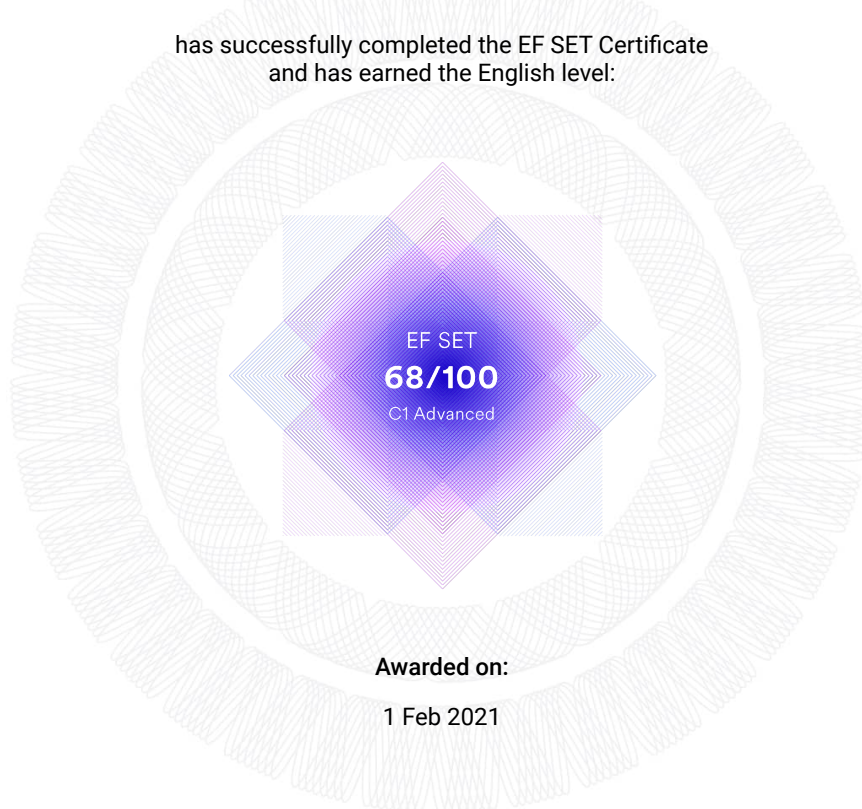 has successfully completed the EF SET Certificate
and has earned the English level:
EF SET
68/100
C1 Advanced
Awarded on:
1 Feb 2021